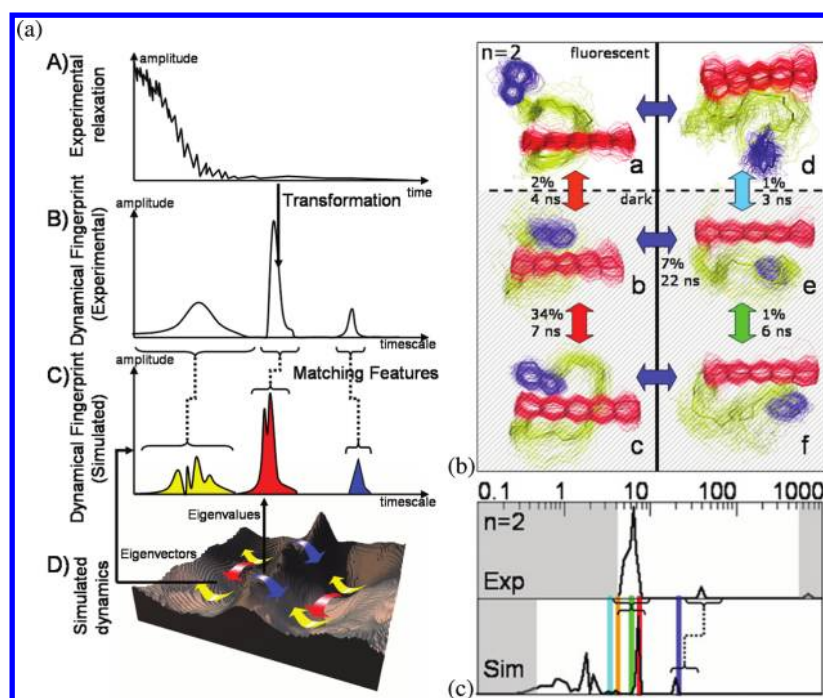 (a)
A)
amplitude
Experimental
relaxation
time
Transformation
B)
Dynamical Fingerprint
(Experimental)
timescale
C)
amplitude
Matching Features
Dynamical Fingerprint
(Simulated)
timescale
Eigenvalues
Eigenvectors
D)
Simulated
dynamics
(b)
n=2
fluorescent
a
d
2%
4 ns
1%
3 ns
dark
b
e
7%
22 ns
34%
7 ns
1%
6 ns
c
f
0.1 1 10 100 1000
n=2
Exp
Sim
(c)